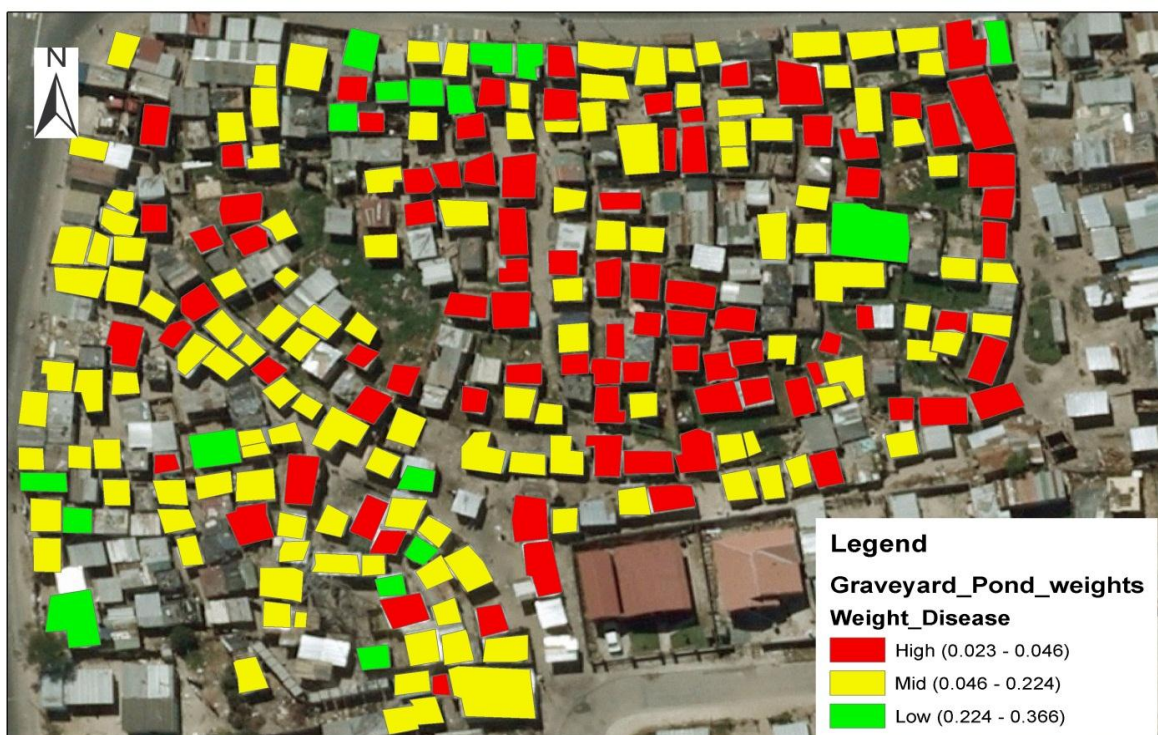 N
Legend
Graveyard_Pond_weights
Weight_Disease
High (0.023 - 0.046)
Mid (0.046 - 0.224)
Low (0.224 - 0.366)